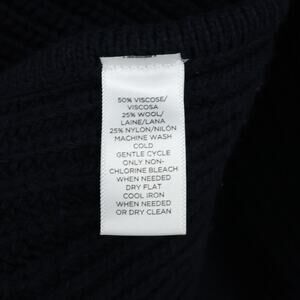 50% VISCOSE/
VISCOSA
25% WOOL/
LAINE/LANA
25% NYLON/NILÓN
MACHINE WASH
COLD
GENTLE CYCLE
ONLY NON-
CHLORINE BLEACH
WHEN NEEDED
DRY FLAT
COOL IRON
WHEN NEEDED
OR DRY CLEAN